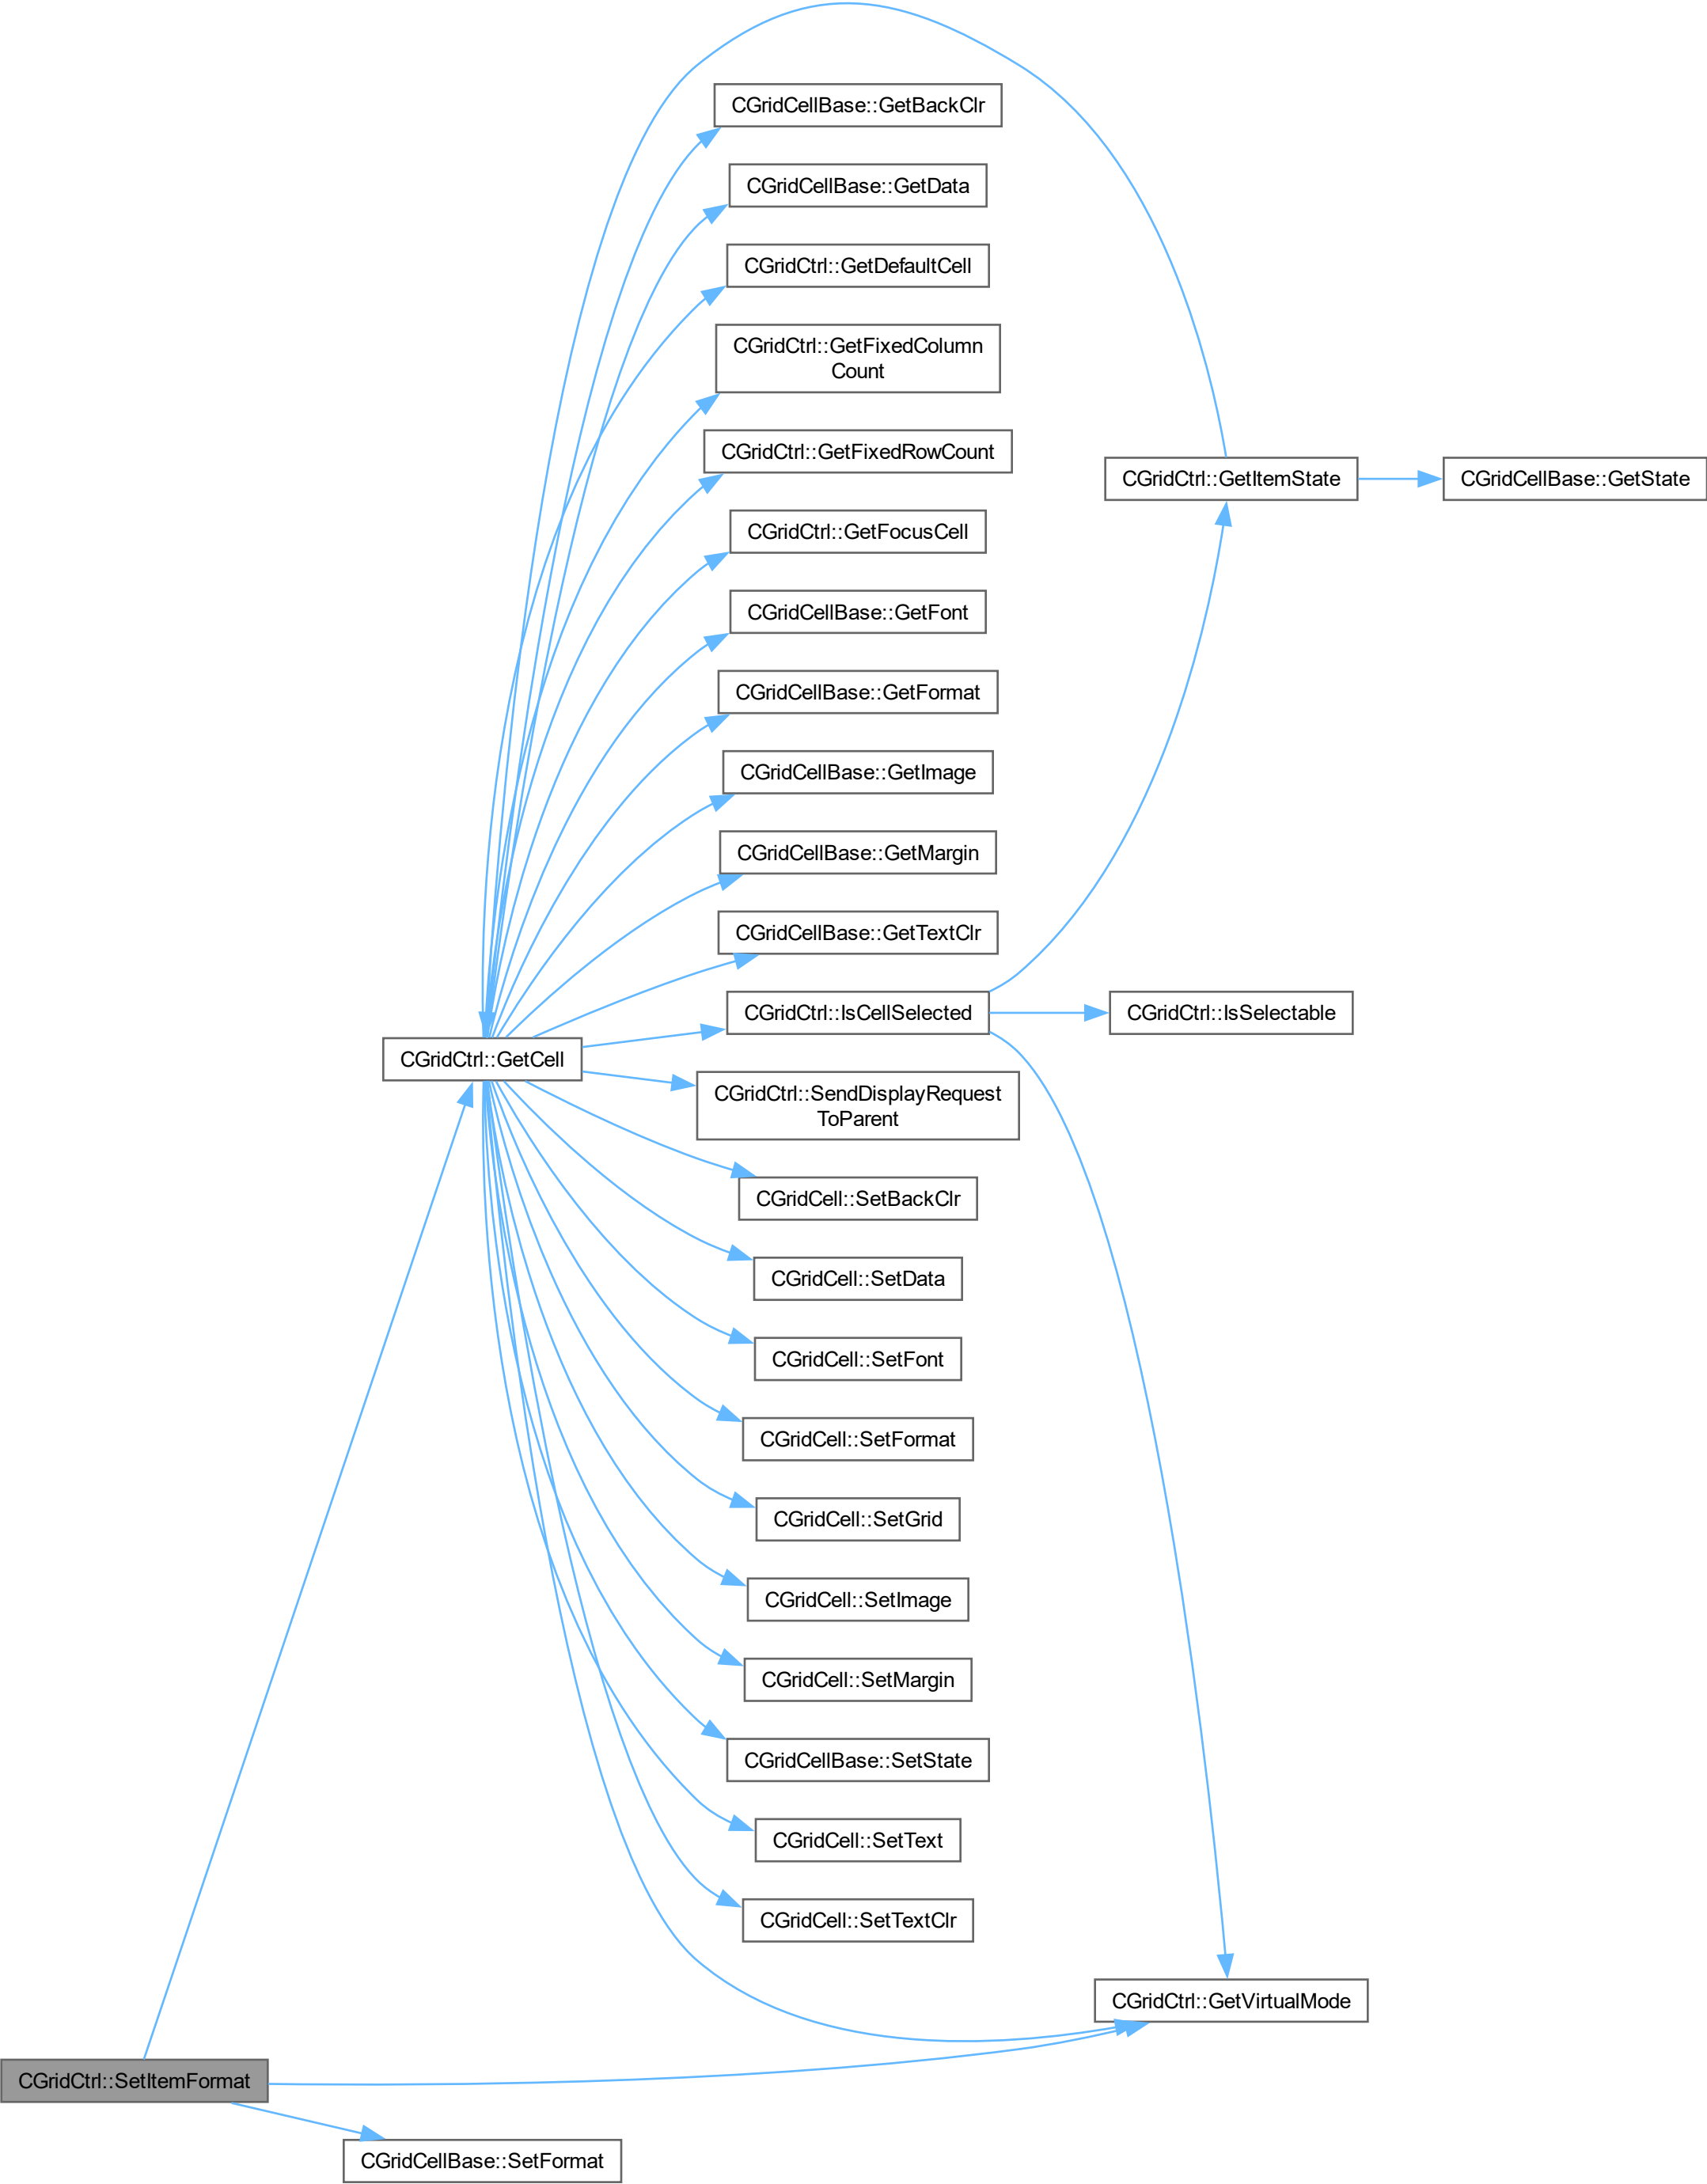 CGridCellBase::GetBackClr
CGridCellBase::GetData
CGridCtrl::GetDefaultCell
CGridCtrl::GetFixedColumn
Count
CGridCtrl::GetFixedRowCount
CGridCtrl::GetItemState
CGridCellBase::GetState
CGridCtrl::GetFocusCell
CGridCellBase::GetFont
CGridCellBase::GetFormat
CGridCellBase::GetImage
CGridCellBase::GetMargin
CGridCellBase::GetTextClr
CGridCtrl::IsCellSelected
CGridCtrl::IsSelectable
CGridCtrl::GetCell
CGridCtrl::SendDisplayRequest
ToParent
CGridCell::SetBackClr
CGridCell::SetData
CGridCell::SetFont
CGridCell::SetFormat
CGridCell::SetGrid
CGridCell::SetImage
CGridCell::SetMargin
CGridCellBase::SetState
CGridCell::SetText
CGridCell::SetTextClr
CGridCtrl::GetVirtualMode
CGridCtrl::SetItemFormat
CGridCellBase::SetFormat